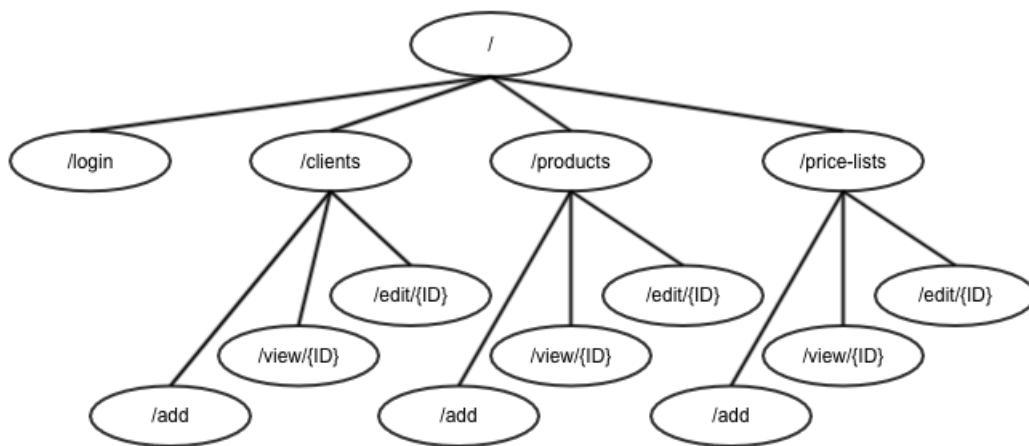 /
/login
/clients
/products
/price-lists
/edit/{ID}
/edit/{ID}
/edit/{ID}
/view/{ID}
/view/{ID}
/view/{ID}
/add
/add
/add